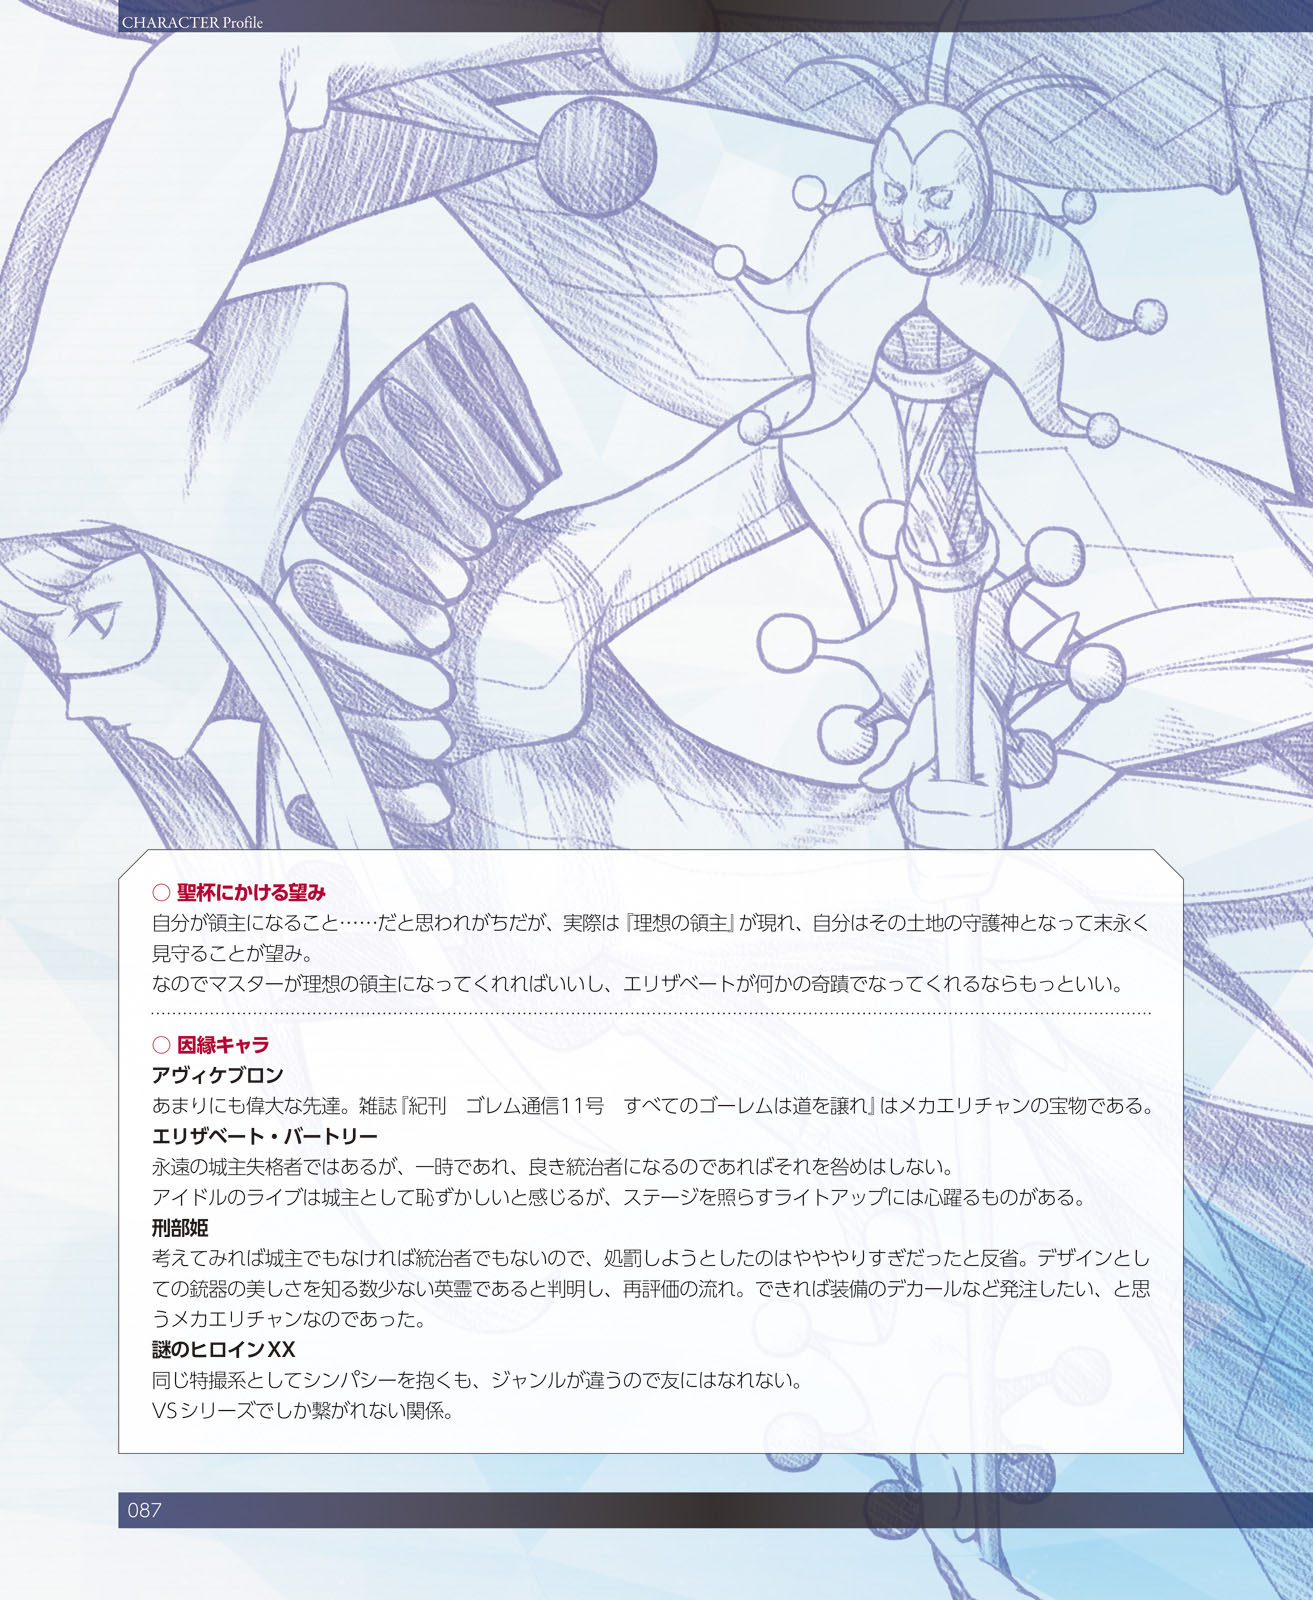 CHARACTER Profile
○ 聖杯にかける望み
自分が領主になること……だと思われがちだが、実際は『理想の領主』が現れ、自分はその土地の守護神となって末永く
見守ることが望み。
なのでマスターが理想の領主になってくれればいいし、エリザベートが何かの奇蹟でなってくれるならもっといい。
○ 因縁キャラ
アヴィケブロン
あまりにも偉大な先達。雑誌『紀刊　ゴレム通信11号　すべてのゴーレムは道を譲れ』はメカエリチャンの宝物である。
エリザベート・バートリー
永遠の城主失格者ではあるが、一時であれ、良き統治者になるのであればそれを咎めはしない。
アイドルのライブは城主として恥ずかしいと感じるが、ステージを照らすライトアップには心躍るものがある。
刑部姫
考えてみれば城主でもなければ統治者でもないので、処罰しようとしたのはやややりすぎだったと反省。デザインとし
ての銃器の美しさを知る数少ない英霊であると判明し、再評価の流れ。できれば装備のデカールなど発注したい、と思
うメカエリチャンなのであった。
謎のヒロインXX
同じ特撮系としてシンパシーを抱くも、ジャンルが違うので友にはなれない。
VSシリーズでしか繋がれない関係。
087